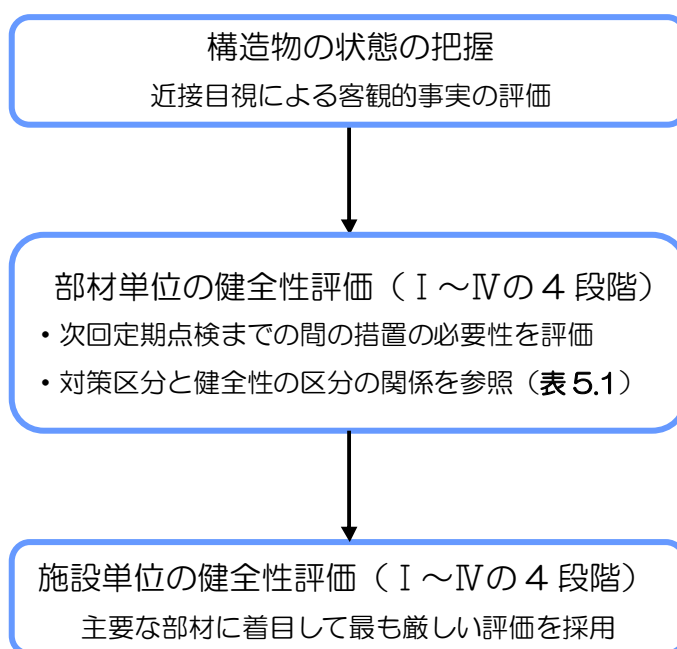 構造物の状態の把握
近接目視による客観的事実の評価
部材単位の健全性評価（Ⅰ～Ⅳの4段階）
・次回定期点検までの間の措置の必要性を評価
・対策区分と健全性の区分の関係を参照（表5.1）
施設単位の健全性評価（Ⅰ～Ⅳの4段階）
主要な部材に着目して最も厳しい評価を採用